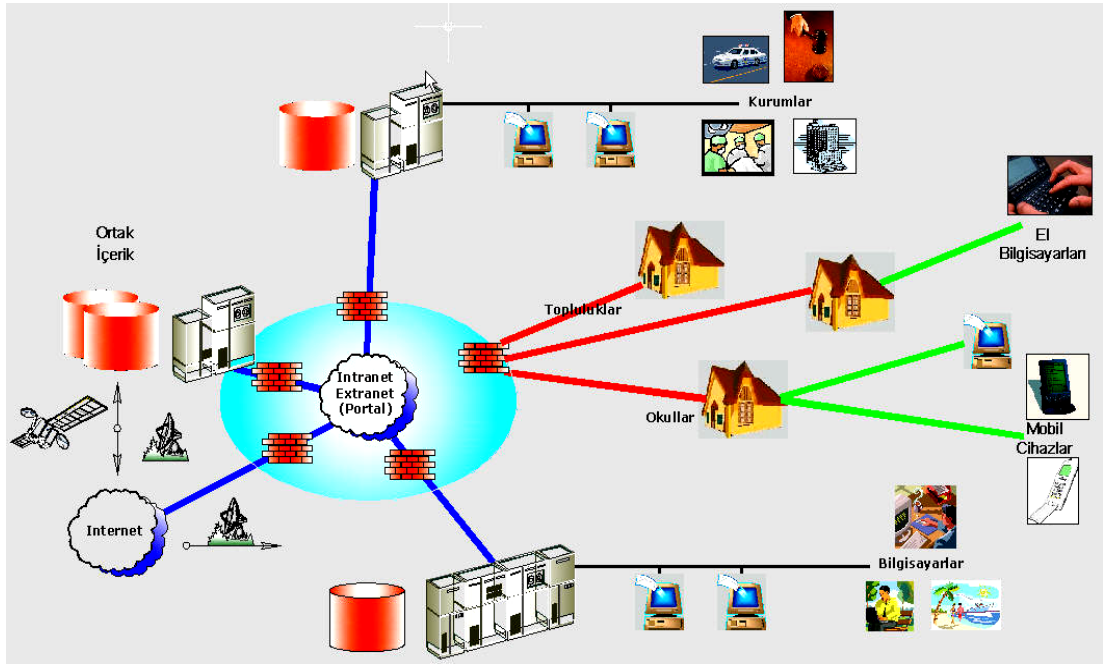 Kurumlar
Ortak
İçerik
El
Bilgisayarları
Topluluklar
Intranet
Extranet
(Portal)
Okullar
Mobil
Cihazlar
Internet
Bilgisayarlar